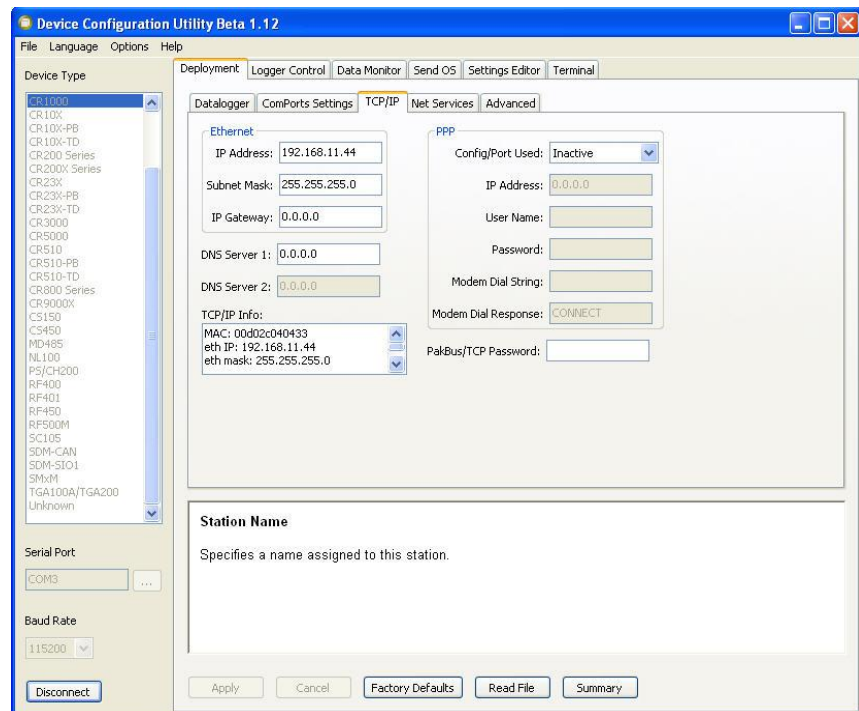 Device Configuration Utility Beta 1.12
File Language Options Help
Device Type
CR1000
CR10X
CR10X-PB
CR10X-TD
CR200 Series
CR200X Series
CR23X
CR23X-PB
CR23X-TD
CR3000
CR5000
CR510
CR510-PB
CR510-TD
CR800 Series
CR9000X
CS150
CS450
MD485
NL100
PS/CH200
RF400
RF401
RF450
RF500M
SC105
SDM-CAN
SDM-SIO1
SMxM
TGA100A/TGA200
Unknown
Serial Port
COM3
...
Baud Rate
115200
Disconnect
Deployment Logger Control Data Monitor Send OS Settings Editor Terminal
Datalogger ComPorts Settings TCP/IP Net Services Advanced
Ethernet
IP Address: 192.168.11.44
Subnet Mask: 255.255.255.0
IP Gateway: 0.0.0.0
DNS Server 1: 0.0.0.0
DNS Server 2: 0.0.0.0
TCP/IP Info:
MAC: 00d02c040433
eth IP: 192.168.11.44
eth mask: 255.255.255.0
PPP
Config/Port Used: Inactive
IP Address: 0.0.0.0
User Name:
Password:
Modem Dial String:
Modem Dial Response: CONNECT
PakBus/TCP Password:
Station Name
Specifies a name assigned to this station.
Apply Cancel Factory Defaults Read File Summary